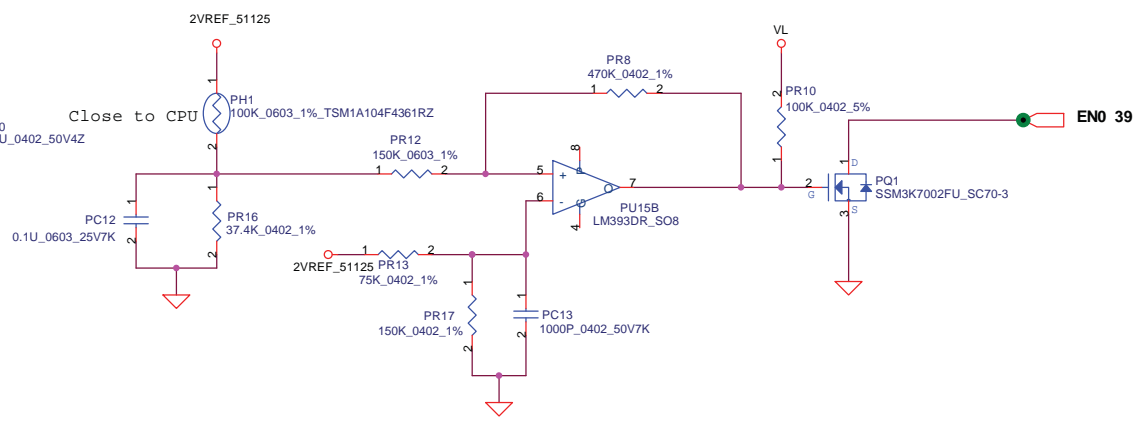 2VREF_51125
VL
PR8
470K_0402_1%
1
2
1
PH1
100K_0603_1%_TSM1A104F4361RZ
Close to CPU
2
2
PR10
100K_0402_5%
1
0
U_0402_50V4Z
EN0 39
PR12
150K_0603_1%
1
2
8
5
+
P
O
7
6
-
G
4
PU15B
LM393DR_SO8
1
D
2
G
PQ1
SSM3K7002FU_SC70-3
3
S
1
PC12
0.1U_0603_25V7K
2
1
PR16
37.4K_0402_1%
2
2VREF_51125
1
2
PR13
75K_0402_1%
1
PR17
150K_0402_1%
2
1
PC13
1000P_0402_50V7K
2